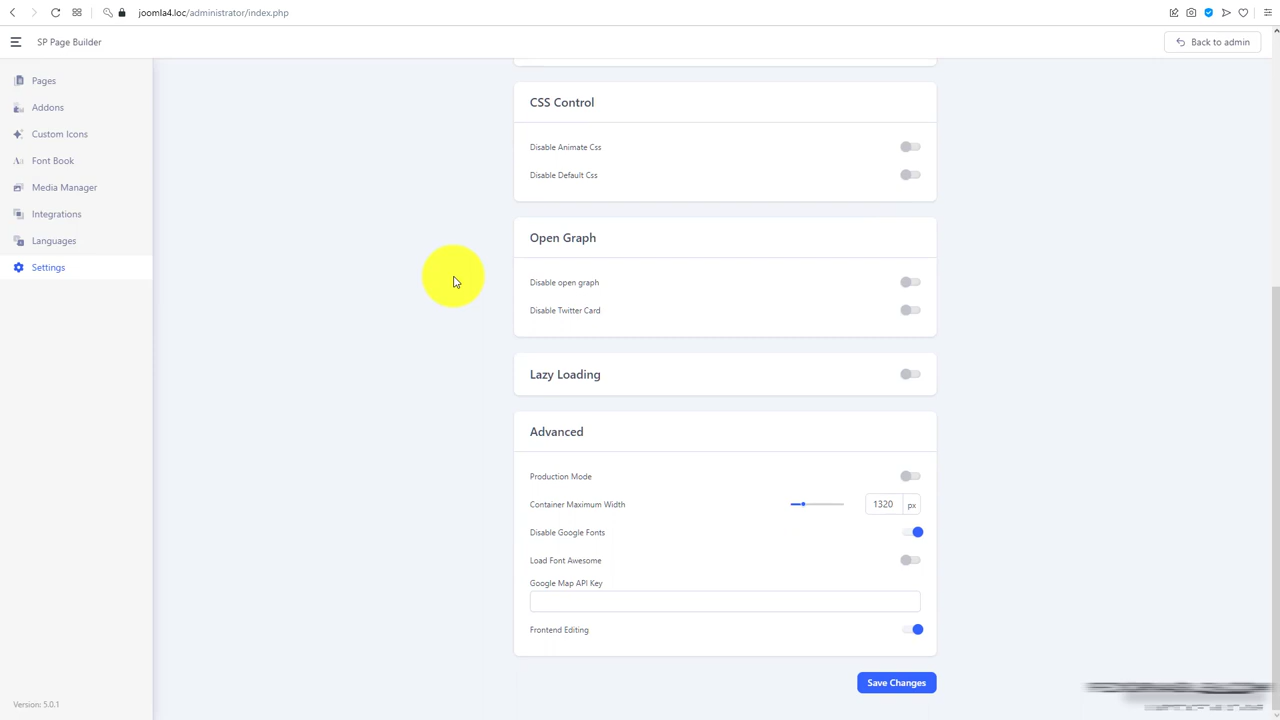 joomla4.loc/administrator/index.php
SP Page Builder
Back to admin
Pages
Addons
Custom Icons
Font Book
Media Manager
Integrations
Languages
Settings
CSS Control
Disable Animate Css
Disable Default Css
Open Graph
Disable open graph
Disable Twitter Card
Lazy Loading
Advanced
Production Mode
Container Maximum Width
1320 px
Disable Google Fonts
Load Font Awesome
Google Map API Key
Frontend Editing
Save Changes
Version: 5.0.1